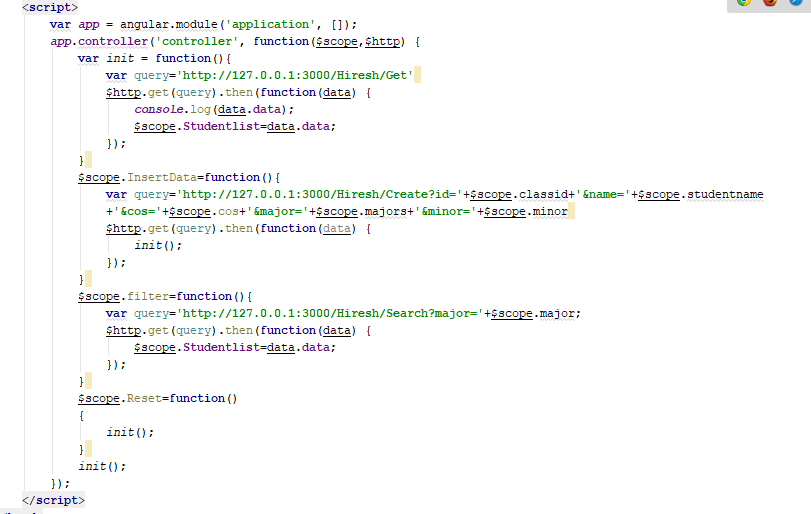 <script>
var app = angular.module('application', []);
app.controller('controller', function($scope,$http) {
var init = function(){
var query='http://127.0.0.1:3000/Hiresh/Get'
$http.get(query).then(function(data) {
console.log(data.data);
$scope.Studentlist=data.data;
});
}
$scope.InsertData=function(){
var query='http://127.0.0.1:3000/Hiresh/Create?id='+$scope.classid+'&name='+$scope.studentname
+'&cos='+$scope.cos+'&major='+$scope.majors+'&minor='+$scope.minor
$http.get(query).then(function(data) {
init();
});
}
$scope.filter=function(){
var query='http://127.0.0.1:3000/Hiresh/Search?major='+$scope.major;
$http.get(query).then(function(data) {
$scope.Studentlist=data.data;
});
}
$scope.Reset=function()
{
init();
}
init();
});
</script>